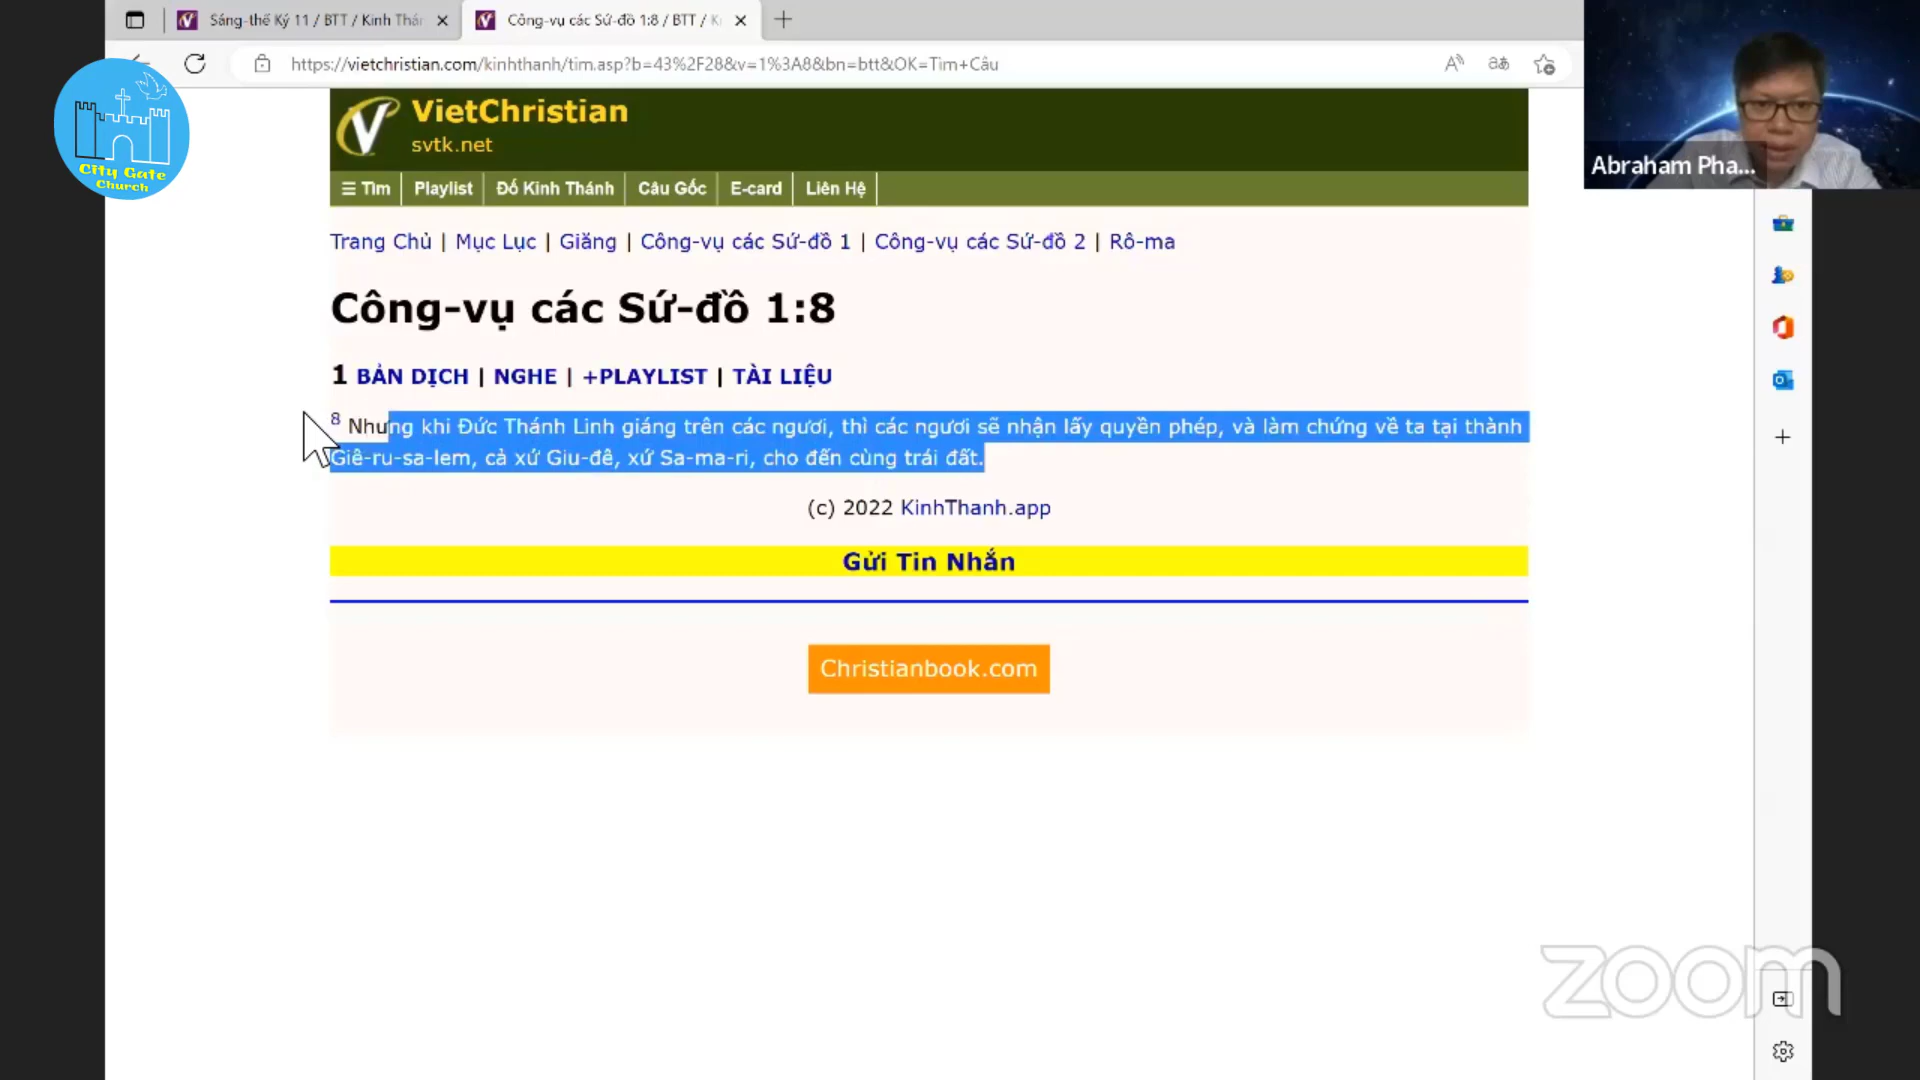 Sáng-thế Ký 11 / BTT / Kinh Thán
Công-vụ các Sứ-đồ 1:8 / BTT / Ki
https://vietchristian.com/kinhthanh/tim.asp?b=43%2F28&v=1%3A8&bn=btt&OK=Tìm+Câu
City Gate
Church
VietChristian
svtk.net
Abraham Pha...
☰ Tìm
Playlist
Đố Kinh Thánh
Câu Gốc
E-card
Liên Hệ
Trang Chủ | Mục Lục | Giăng | Công-vụ các Sứ-đồ 1 | Công-vụ các Sứ-đồ 2 | Rô-ma
Công-vụ các Sứ-đồ 1:8
1 BẢN DỊCH | NGHE | +PLAYLIST | TÀI LIỆU
8 Nhưng khi Đức Thánh Linh giáng trên các ngươi, thì các ngươi sẽ nhận lấy quyền phép, và làm chứng về ta tại thành
Giê-ru-sa-lem, cả xứ Giu-đê, xứ Sa-ma-ri, cho đến cùng trái đất.
(c) 2022 KinhThanh.app
Gửi Tin Nhắn
Christianbook.com
zoom